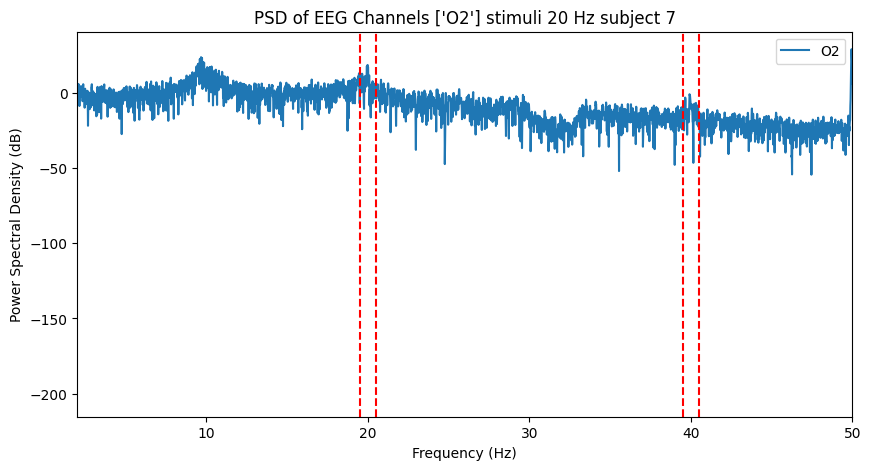 PSD of EEG Channels ['O2'] stimuli 20 Hz subject 7
O2
Power Spectral Density (dB)
0
−50
−100
−150
−200
10
20
30
40
50
Frequency (Hz)